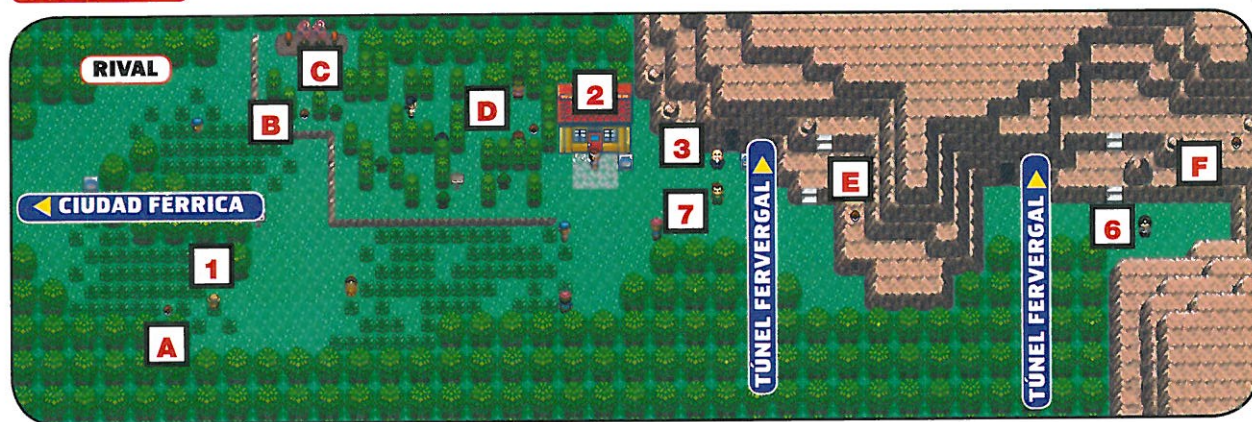 RIVAL
C
B
D
2
3
7
E
F
6
◄ CIUDAD FÉRRICA
1
A
TÚNEL FERVERGAL ►
TÚNEL FERVERGAL ►